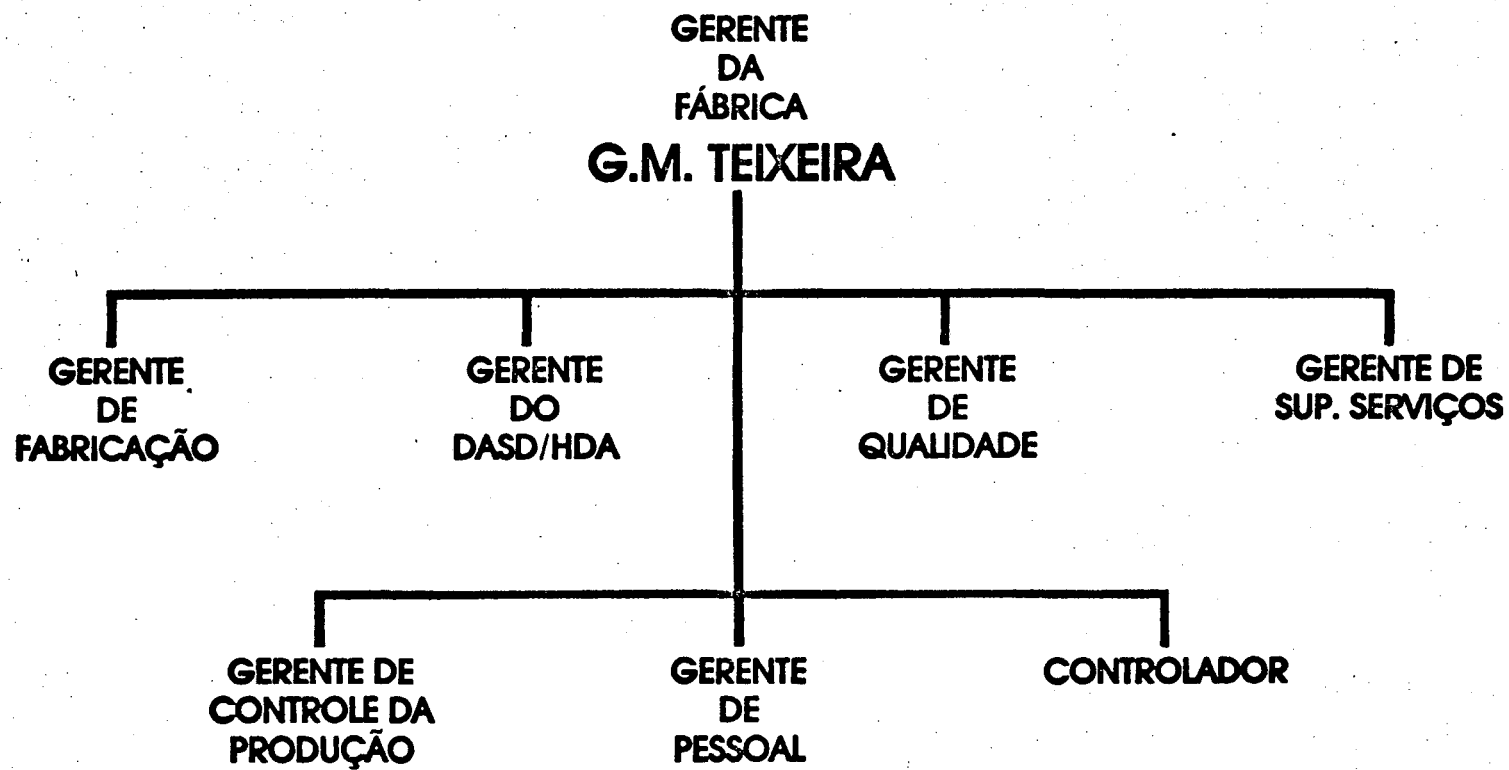 GERENTE
DA
FÁBRICA
G.M. TEIXEIRA
GERENTE
DE
FABRICAÇÃO
GERENTE
DO
DASD/HDA
GERENTE
DE
QUALIDADE
GERENTE DE
SUP. SERVIÇOS
GERENTE DE
CONTROLE DA
PRODUÇÃO
GERENTE
DE
PESSOAL
CONTROLADOR